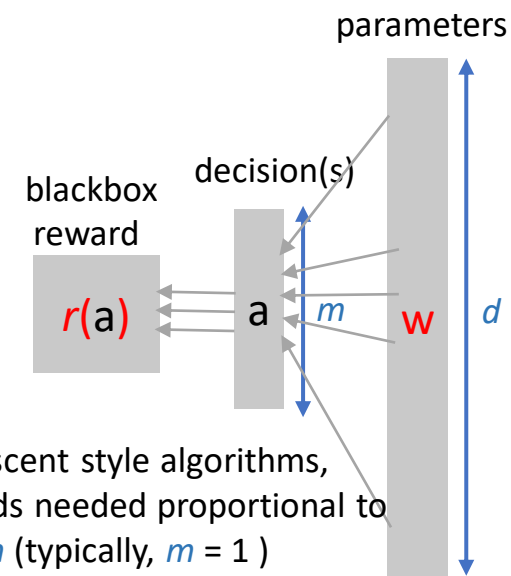 parameters
decision(s)
blackbox
reward
r(a)
a
m
w
d
scent style algorithms,
ds needed proportional to
(typically, m = 1 )